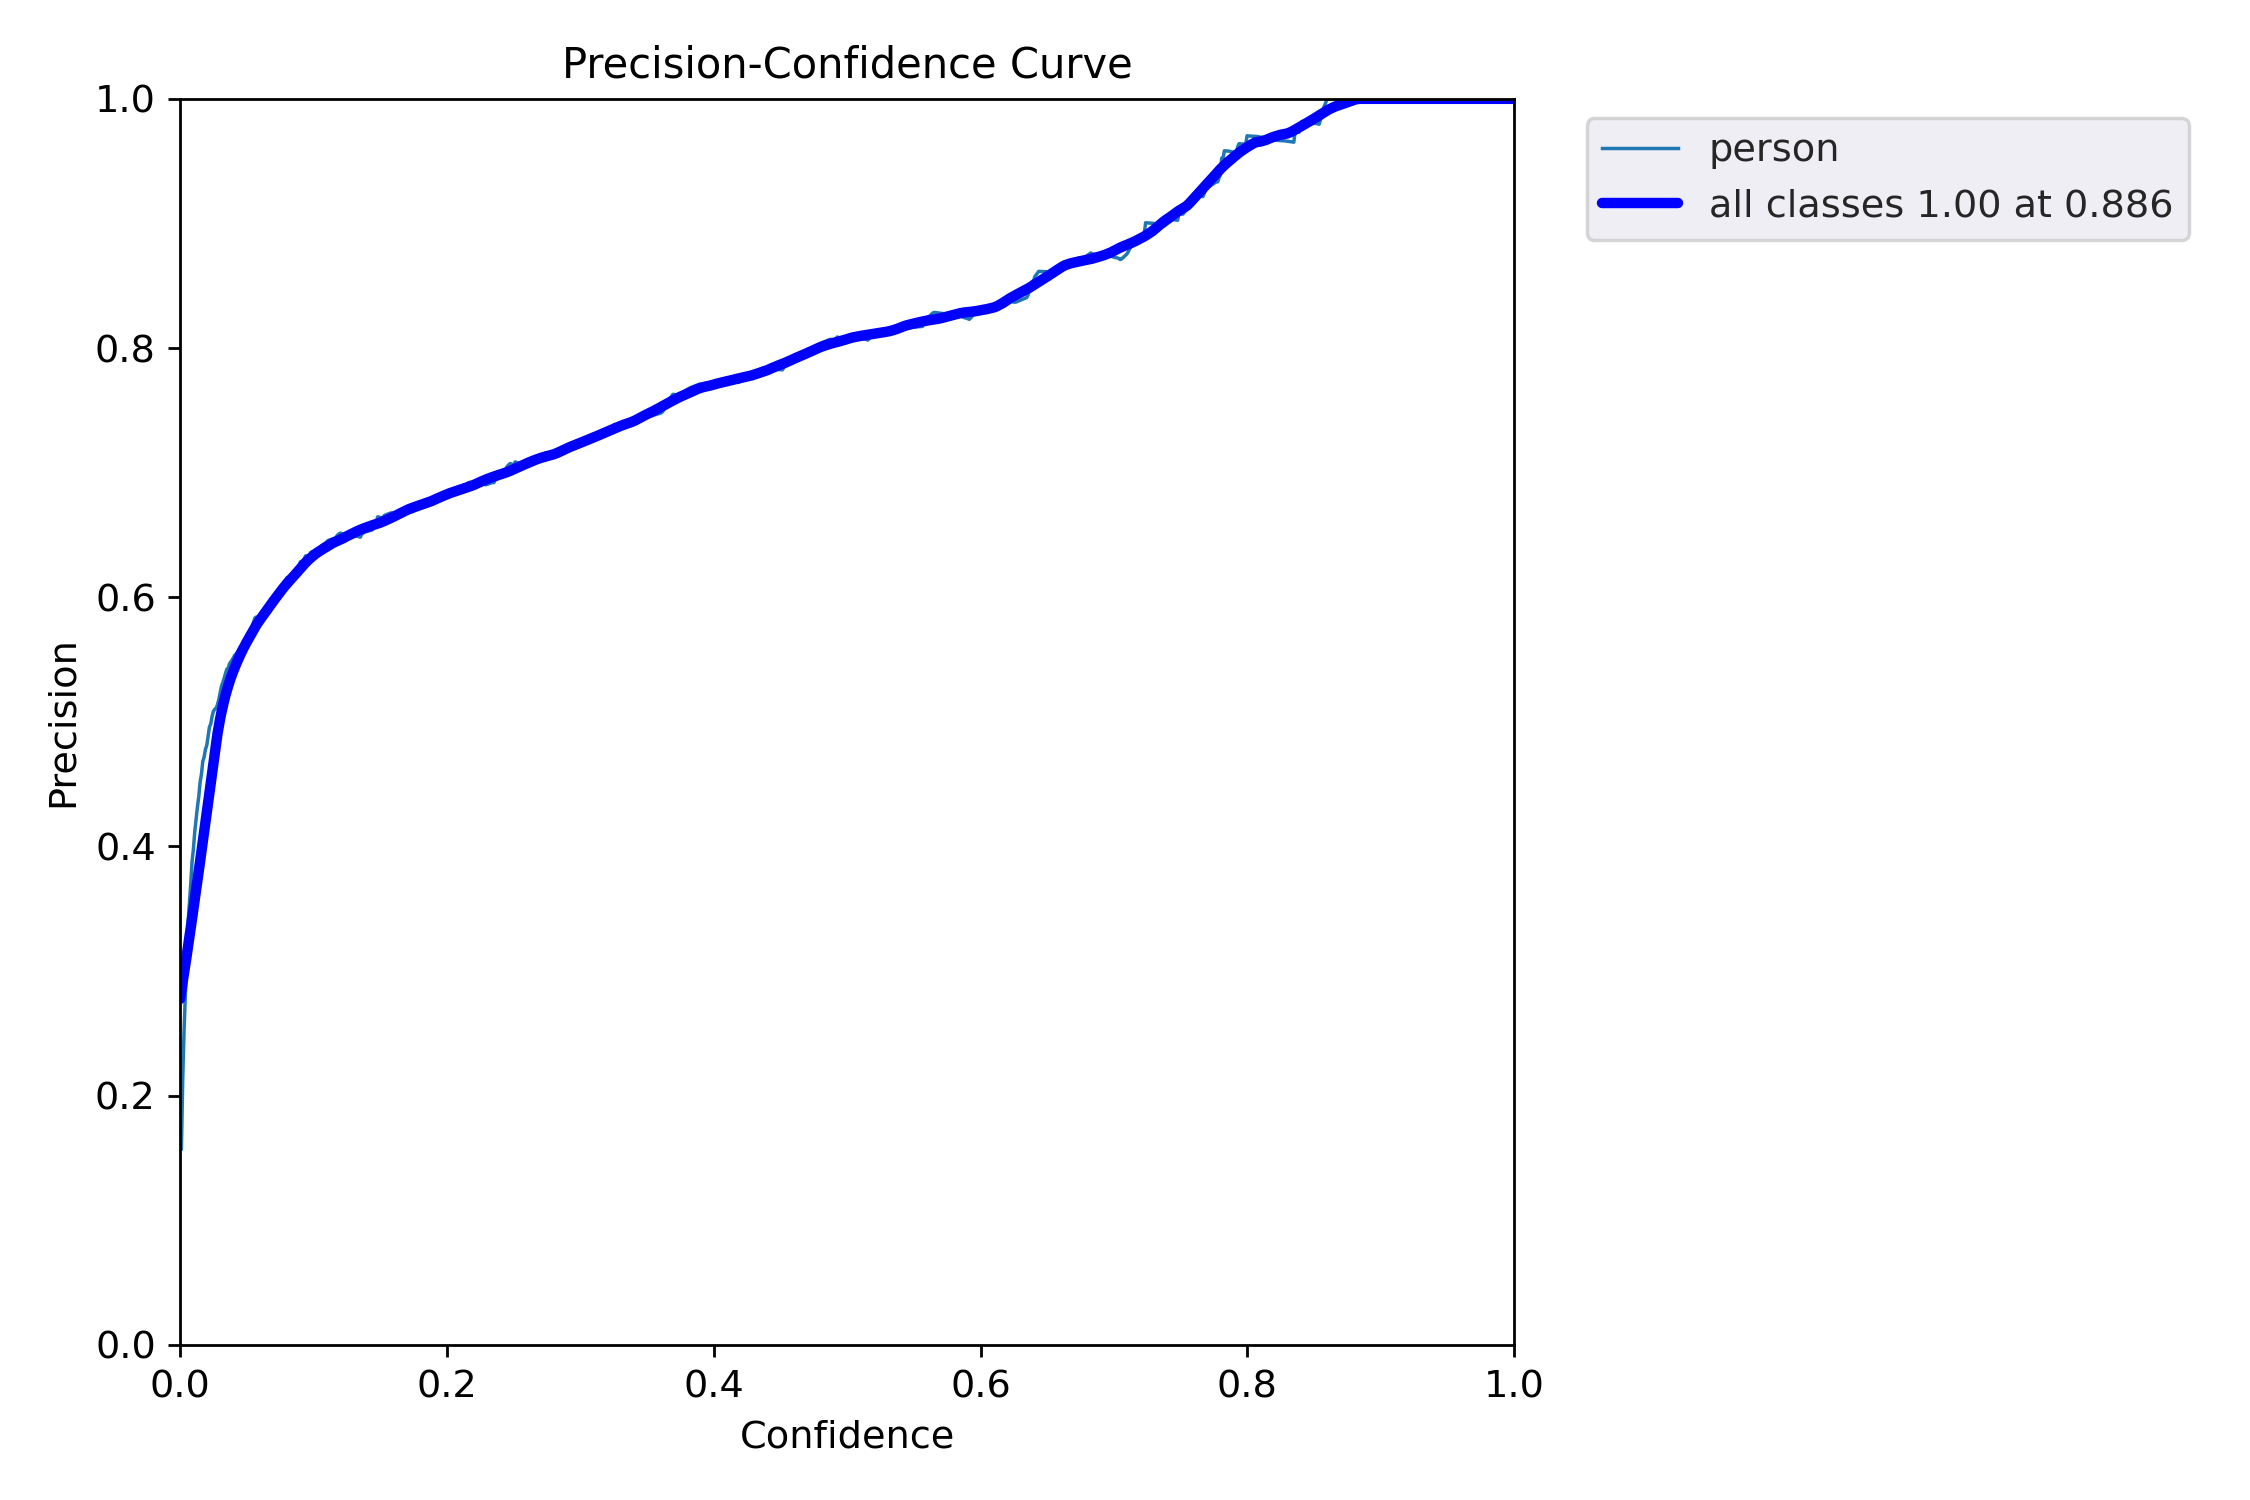 Precision-Confidence Curve
1.0
0.8
0.6
0.4
0.2
0.0
Precision
0.0 0.2 0.4 0.6 0.8 1.0
Confidence
person
all classes 1.00 at 0.886